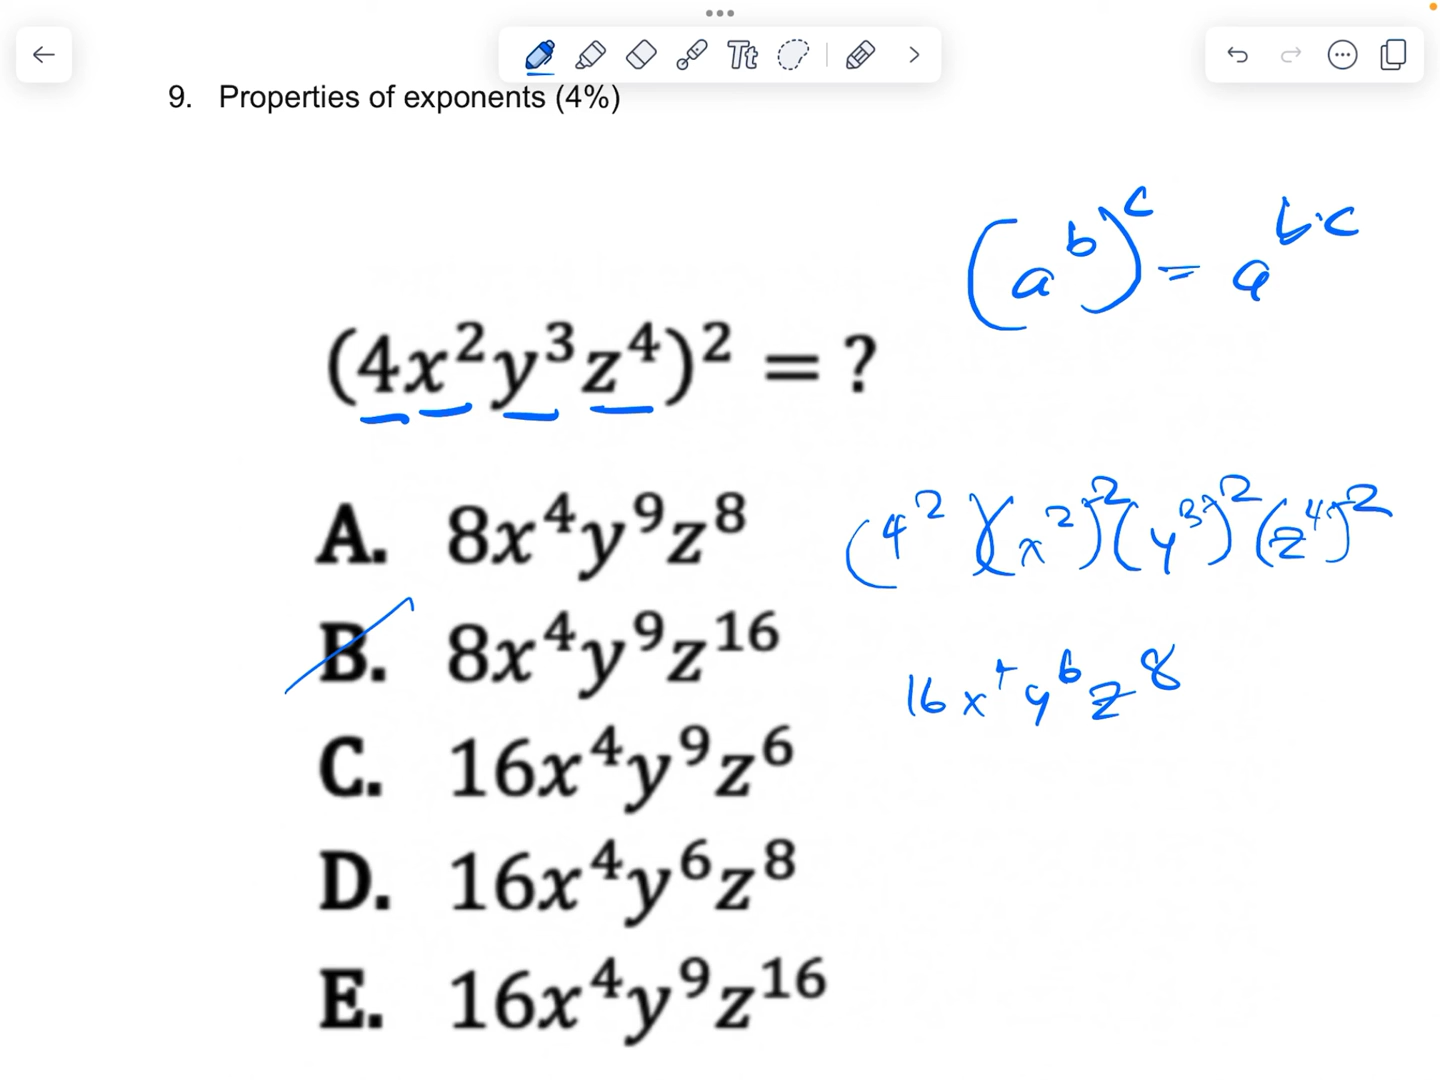 Tt
9. Properties of exponents (4%)
(a^b)^c = a^{b·c}
(4x²y³z⁴)² = ?
A. 8x⁴y⁹z⁸
(4²)(x²)²(y³)²(z⁴)²
B. 8x⁴y⁹z¹⁶
16x⁴y⁶z⁸
C. 16x⁴y⁹z⁶
D. 16x⁴y⁶z⁸
E. 16x⁴y⁹z¹⁶